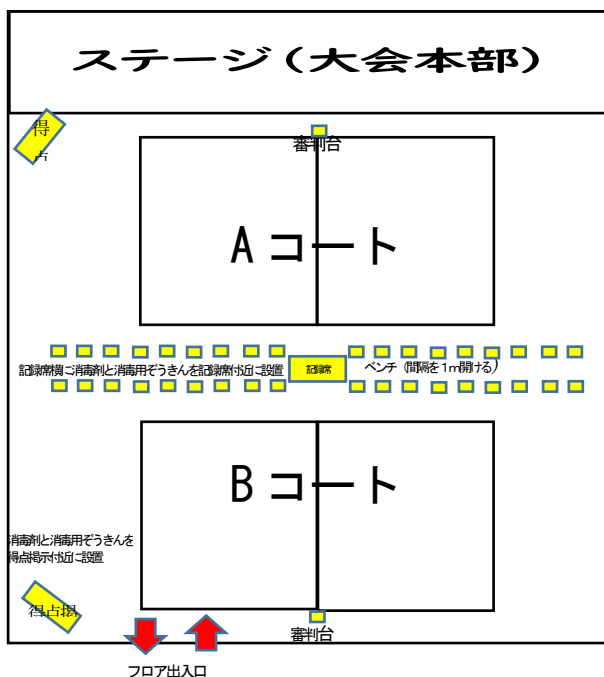 ステージ（大会本部）
得
審判台
Aコート
記録席横に消毒剤と消毒用ぞうきんを記録席付近に設置
記録席
ベンチ（間隔を1m開ける）
Bコート
消毒剤と消毒用ぞうきんを
得点掲示付近に設置
得点掲
審判台
フロア出入口